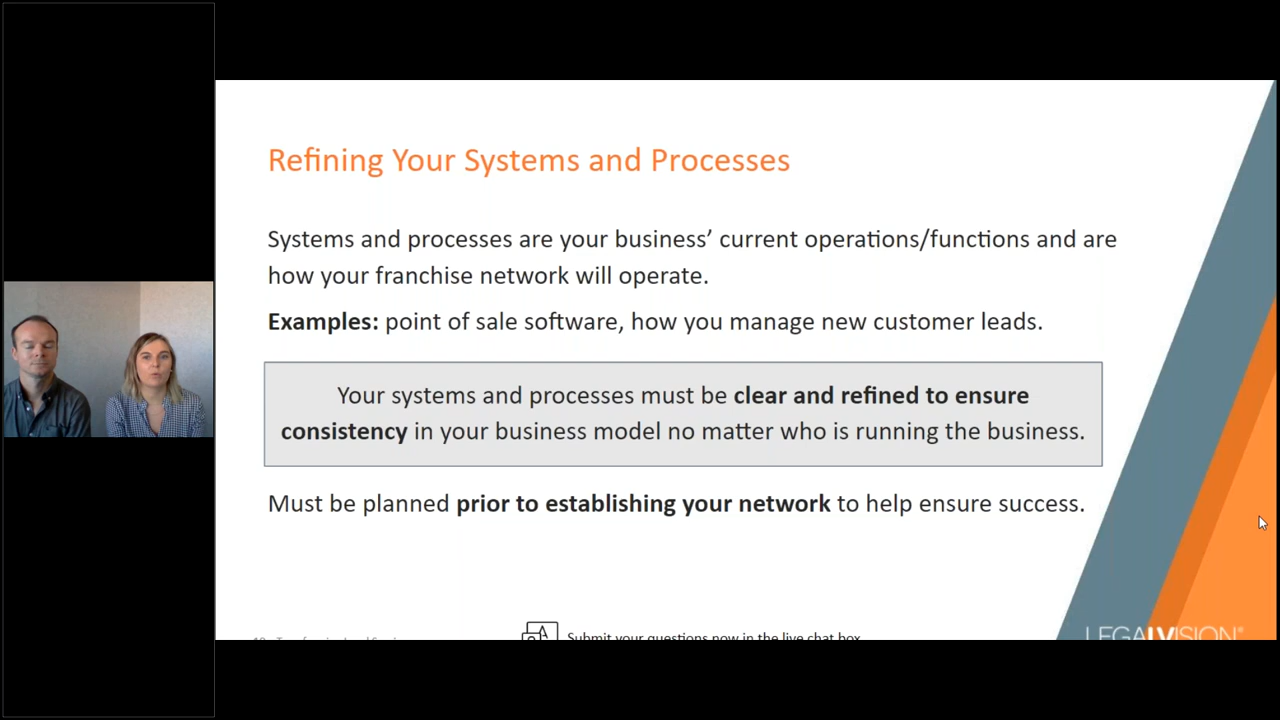 Refining Your Systems and Processes
Systems and processes are your business’ current operations/functions and are
how your franchise network will operate.
Examples: point of sale software, how you manage new customer leads.
Your systems and processes must be clear and refined to ensure
consistency in your business model no matter who is running the business.
Must be planned prior to establishing your network to help ensure success.
A
Submit your questions now in the live chat box
LEGALVISION